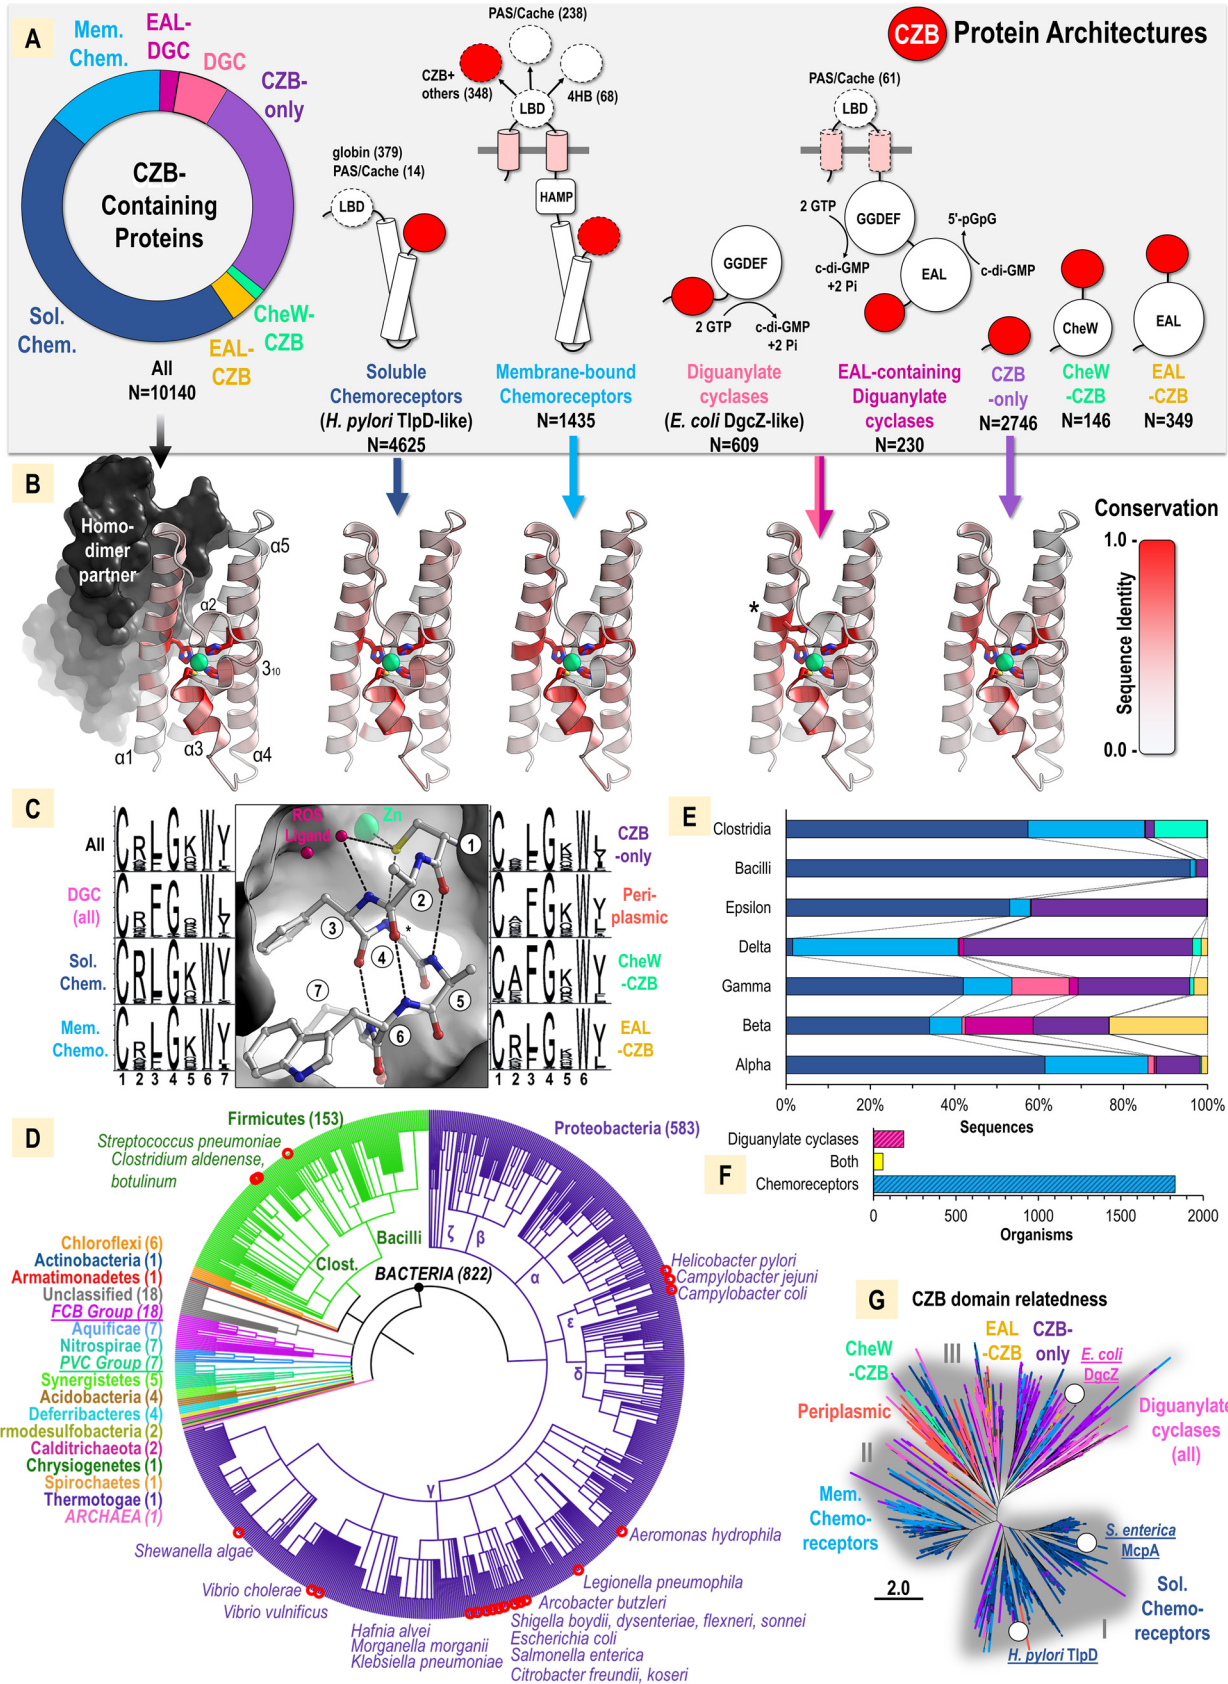 A
Mem.
Chem.
EAL-
DGC
DGC
CZB-
only
CZB-
Containing
Proteins
Sol.
Chem.
EAL-
CZB
CheW-
CZB
All
N=10140
CZB Protein Architectures
globin (379)
PAS/Cache (14)
LBD
Soluble
Chemoreceptors
(H. pylori TlpD-like)
N=4625
PAS/Cache (238)
CZB+
others (348)
4HB (68)
LBD
HAMP
Membrane-bound
Chemoreceptors
N=1435
GGDEF
2 GTP
c-di-GMP
+2 Pi
Diguanylate
cyclases
(E. coli DgcZ-like)
N=609
PAS/Cache (61)
LBD
2 GTP
GGDEF
5'-pGpG
c-di-GMP
+2 Pi
EAL
c-di-GMP
EAL-containing
Diguanylate
cyclases
N=230
CZB
-only
N=2746
CheW
CheW
-CZB
N=146
EAL
EAL
-CZB
N=349
B
Homo-
dimer
partner
α5
α2
3₁₀
α1
α3
α4
*
Conservation
1.0 -
Sequence Identity
0.0 -
C
All
DGC
(all)
Sol.
Chem.
Mem.
Chemo.
1 2 3 4 5 6 7
ROS
Ligand
Zn
1
2
3
4
*
5
6
7
CZB
-only
Peri-
plasmic
CheW
-CZB
EAL
-CZB
1 2 3 4 5 6
E
Clostridia
Bacilli
Epsilon
Delta
Gamma
Beta
Alpha
0% 20% 40% 60% 80% 100%
Sequences
F
Diguanylate cyclases
Both
Chemoreceptors
0 500 1000 1500 2000
Organisms
D
Firmicutes (153)
Streptococcus pneumoniae
Clostridium aldenense,
botulinum
Proteobacteria (583)
Bacilli
Clost.
BACTERIA (822)
ζ
β
α
ε
δ
γ
Helicobacter pylori
Campylobacter jejuni
Campylobacter coli
Chloroflexi (6)
Actinobacteria (1)
Armatimonadetes (1)
Unclassified (18)
FCB Group (18)
Aquificae (7)
Nitrospirae (7)
PVC Group (7)
Synergistetes (5)
Acidobacteria (4)
Deferribacteres (4)
rmodesulfobacteria (2)
Calditrichaeota (2)
Chrysiogenetes (1)
Spirochaetes (1)
Thermotogae (1)
ARCHAEA (1)
Shewanella algae
Vibrio cholerae
Vibrio vulnificus
Hafnia alvei
Morganella morganii
Klebsiella pneumoniae
Aeromonas hydrophila
Legionella pneumophila
Arcobacter butzleri
Shigella boydii, dysenteriae, flexneri, sonnei
Escherichia coli
Salmonella enterica
Citrobacter freundii, koseri
G
CZB domain relatedness
CheW
-CZB
III
EAL
-CZB
CZB-
only
E. coli
DgcZ
Periplasmic
Diguanylate
cyclases
(all)
II
Mem.
Chemo-
receptors
S. enterica
McpA
2.0
Sol.
Chemo-
receptors
I
H. pylori TlpD